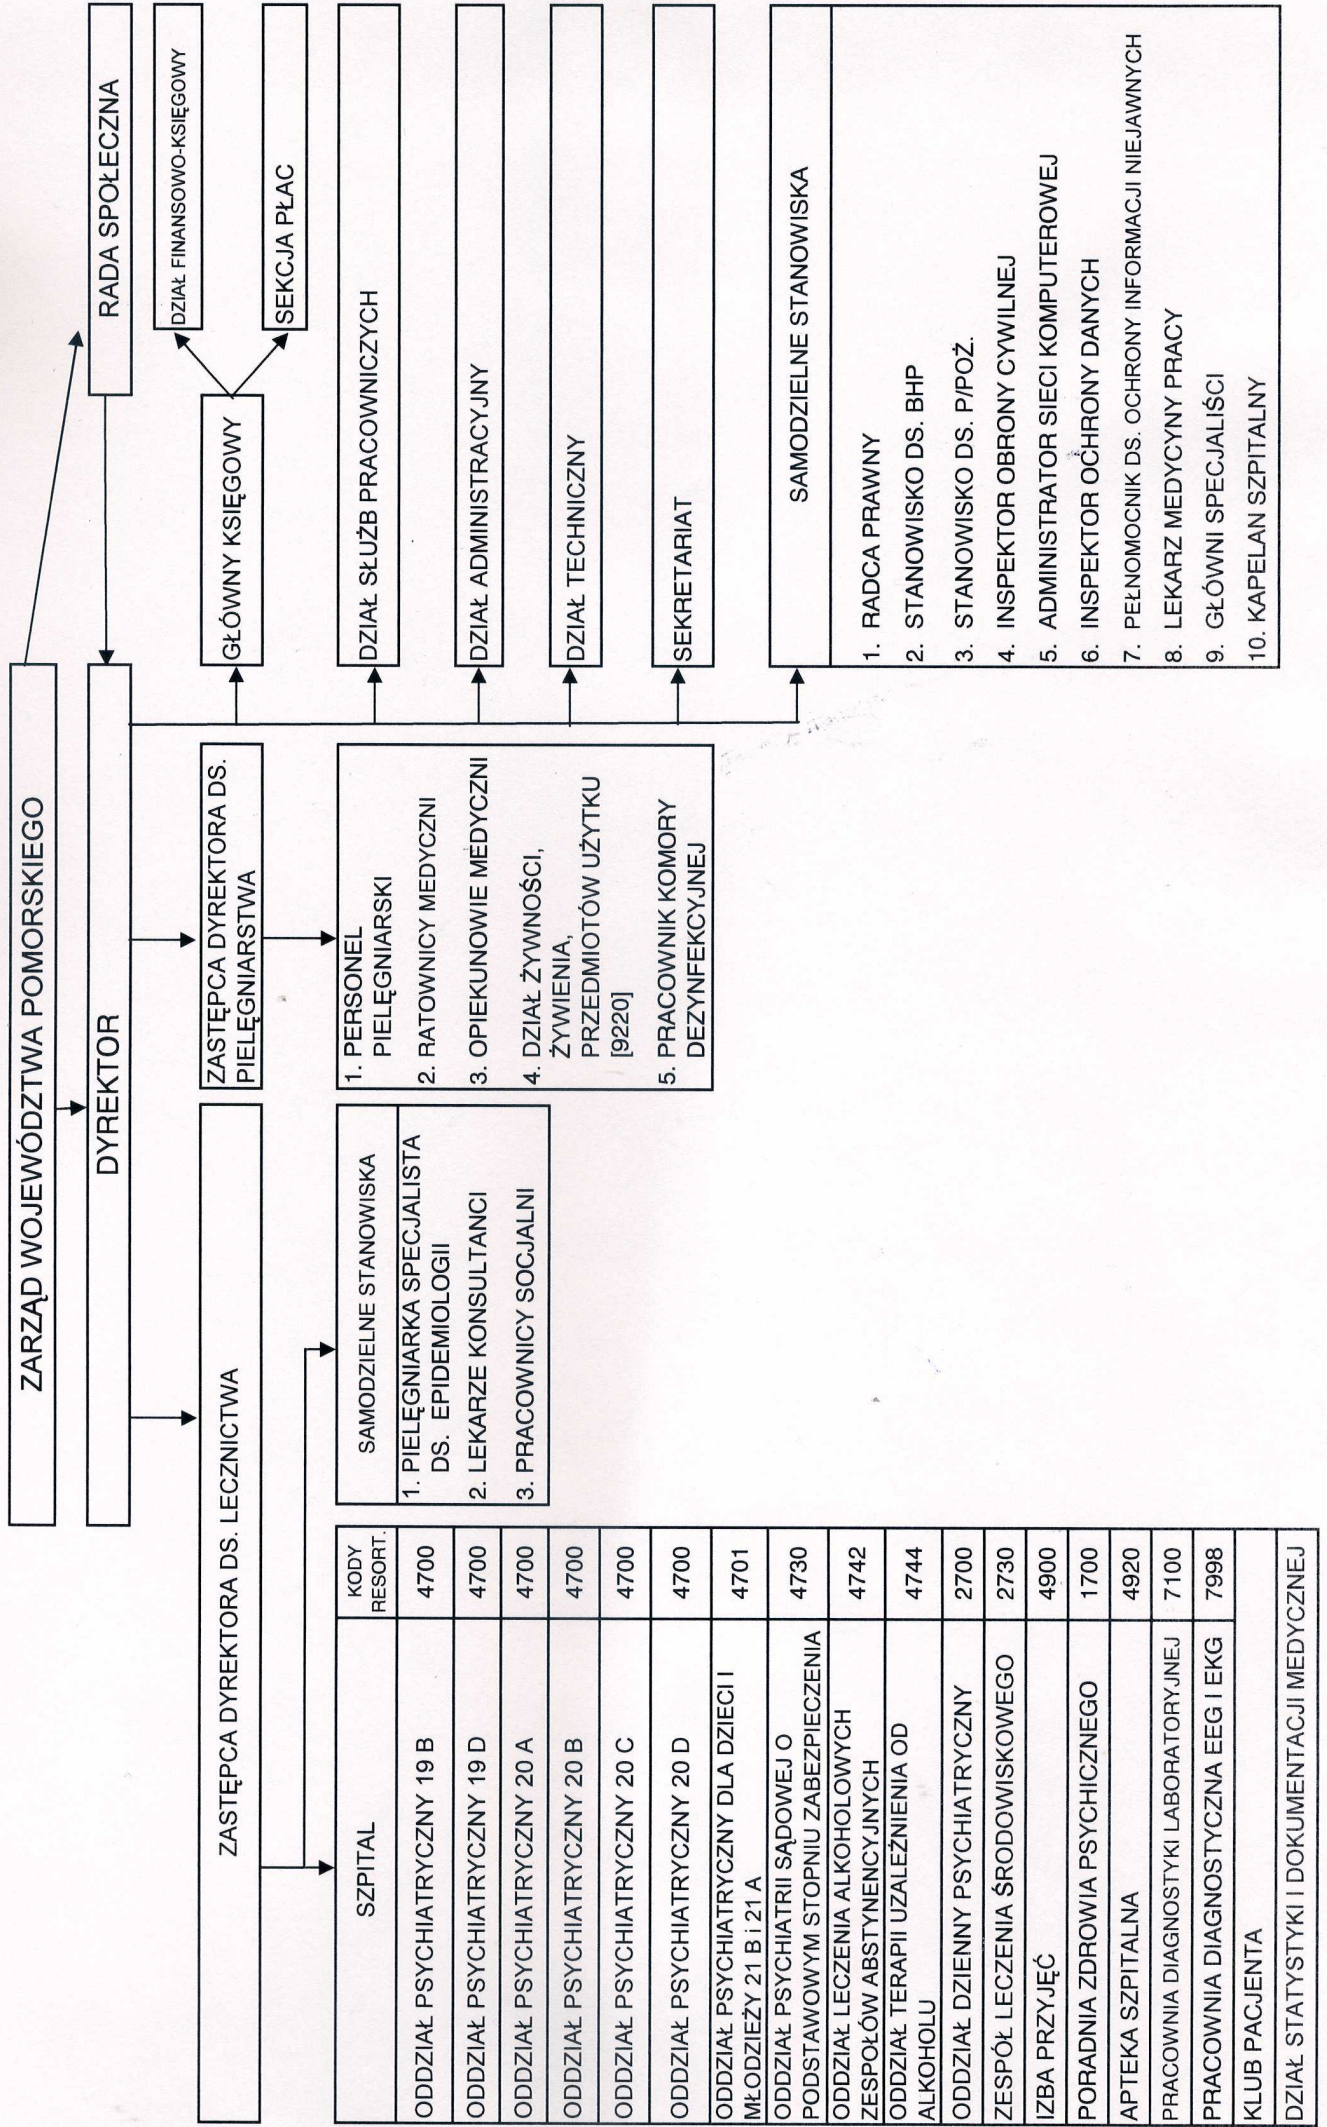 ZARZĄD WOJEWÓDZTWA POMORSKIEGO
RADA SPOŁECZNA
DYREKTOR
DZIAŁ FINANSOWO-KSIĘGOWY
SEKCJA PŁAC
GŁÓWNY KSIĘGOWY
ZASTĘPCA DYREKTORA DS. LECZNICTWA
ZASTĘPCA DYREKTORA DS.
PIELĘGNIARSTWA
SZPITAL
KODY
RESORT.
ODDZIAŁ PSYCHIATRYCZNY 19 B
4700
ODDZIAŁ PSYCHIATRYCZNY 19 D
4700
ODDZIAŁ PSYCHIATRYCZNY 20 A
4700
ODDZIAŁ PSYCHIATRYCZNY 20 B
4700
ODDZIAŁ PSYCHIATRYCZNY 20 C
4700
ODDZIAŁ PSYCHIATRYCZNY 20 D
4700
ODDZIAŁ PSYCHIATRYCZNY DLA DZIECI I
MŁODZIEŻY 21 B i 21 A
4701
ODDZIAŁ PSYCHIATRII SĄDOWEJ O
PODSTAWOWYM STOPNIU ZABEZPIECZENIA
4730
ODDZIAŁ LECZENIA ALKOHOLOWYCH
ZESPOŁÓW ABSTYNENCYJNYCH
4742
ODDZIAŁ TERAPII UZALEŻNIENIA OD
ALKOHOLU
4744
ODDZIAŁ DZIENNY PSYCHIATRYCZNY
2700
ZESPÓŁ LECZENIA ŚRODOWISKOWEGO
2730
IZBA PRZYJĘĆ
4900
PORADNIA ZDROWIA PSYCHICZNEGO
1700
APTEKA SZPITALNA
4920
PRACOWNIA DIAGNOSTYKI LABORATORYJNEJ
7100
PRACOWNIA DIAGNOSTYCZNA EEG I EKG
7998
KLUB PACJENTA
DZIAŁ STATYSTYKI I DOKUMENTACJI MEDYCZNEJ
SAMODZIELNE STANOWISKA
1. PIELĘGNIARKA SPECJALISTA
DS. EPIDEMIOLOGII
2. LEKARZE KONSULTANCI
3. PRACOWNICY SOCJALNI
1. PERSONEL
PIELĘGNIARSKI
2. RATOWNICY MEDYCZNI
3. OPIEKUNOWIE MEDYCZNI
4. DZIAŁ ŻYWNOŚCI,
ŻYWIENIA,
PRZEDMIOTÓW UŻYTKU
[9220]
5. PRACOWNIK KOMORY
DEZYNFEKCYJNEJ
DZIAŁ SŁUŻB PRACOWNICZYCH
DZIAŁ ADMINISTRACYJNY
DZIAŁ TECHNICZNY
SEKRETARIAT
SAMODZIELNE STANOWISKA
1. RADCA PRAWNY
2. STANOWISKO DS. BHP
3. STANOWISKO DS. P/POŻ.
4. INSPEKTOR OBRONY CYWILNEJ
5. ADMINISTRATOR SIECI KOMPUTEROWEJ
6. INSPEKTOR OCHRONY DANYCH
7. PEŁNOMOCNIK DS. OCHRONY INFORMACJI NIEJAWNYCH
8. LEKARZ MEDYCYNY PRACY
9. GŁÓWNI SPECJALIŚCI
10. KAPELAN SZPITALNY